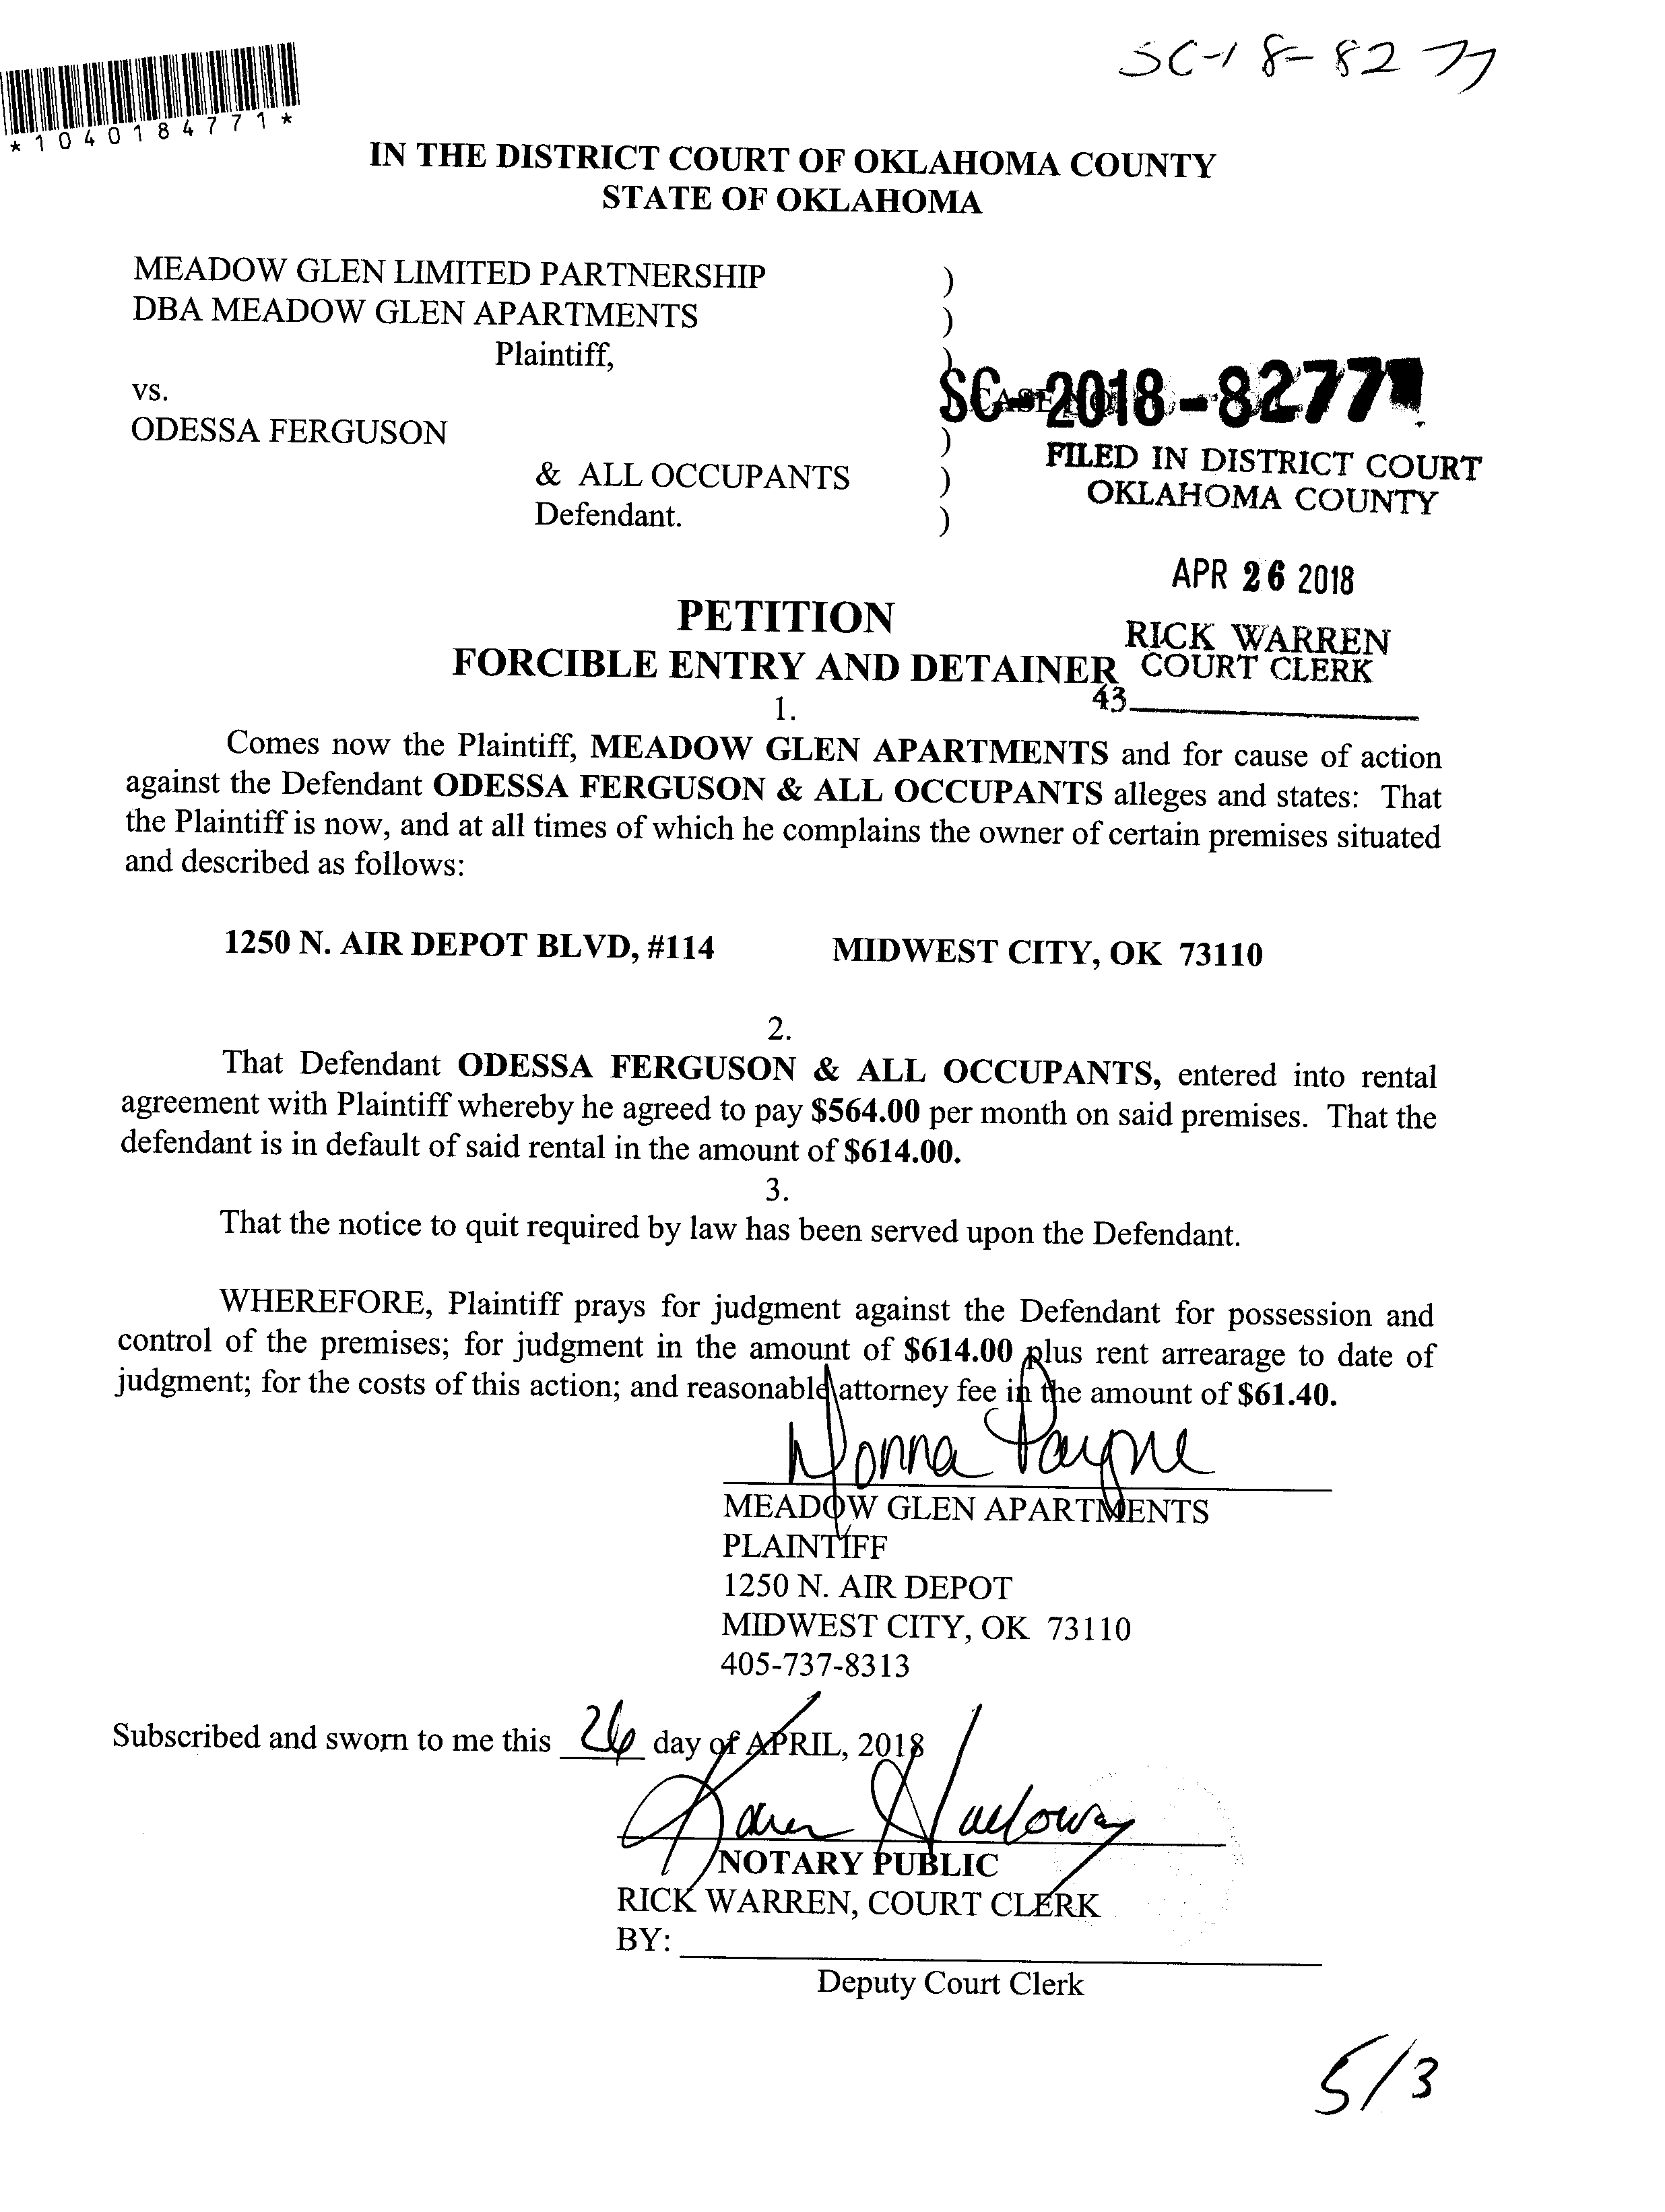 SC-18-8277
*1040184771*
IN THE DISTRICT COURT OF OKLAHOMA COUNTY
STATE OF OKLAHOMA
MEADOW GLEN LIMITED PARTNERSHIP )
DBA MEADOW GLEN APARTMENTS )
Plaintiff, )
vs. SC-2018-8277
ODESSA FERGUSON )
& ALL OCCUPANTS )
Defendant. )
FILED IN DISTRICT COURT
OKLAHOMA COUNTY
APR 26 2018
RICK WARREN
COURT CLERK
43
PETITION
FORCIBLE ENTRY AND DETAINER
1.
Comes now the Plaintiff, MEADOW GLEN APARTMENTS and for cause of action
against the Defendant ODESSA FERGUSON & ALL OCCUPANTS alleges and states: That
the Plaintiff is now, and at all times of which he complains the owner of certain premises situated
and described as follows:
1250 N. AIR DEPOT BLVD, #114 MIDWEST CITY, OK 73110
2.
That Defendant ODESSA FERGUSON & ALL OCCUPANTS, entered into rental
agreement with Plaintiff whereby he agreed to pay $564.00 per month on said premises. That the
defendant is in default of said rental in the amount of $614.00.
3.
That the notice to quit required by law has been served upon the Defendant.
WHEREFORE, Plaintiff prays for judgment against the Defendant for possession and
control of the premises; for judgment in the amount of $614.00 plus rent arrearage to date of
judgment; for the costs of this action; and reasonable attorney fee in the amount of $61.40.
Donna Payne
MEADOW GLEN APARTMENTS
PLAINTIFF
1250 N. AIR DEPOT
MIDWEST CITY, OK 73110
405-737-8313
Subscribed and sworn to me this 26 day of APRIL, 2018
Karen Halloway
NOTARY PUBLIC
RICK WARREN, COURT CLERK
BY:
Deputy Court Clerk
5/3